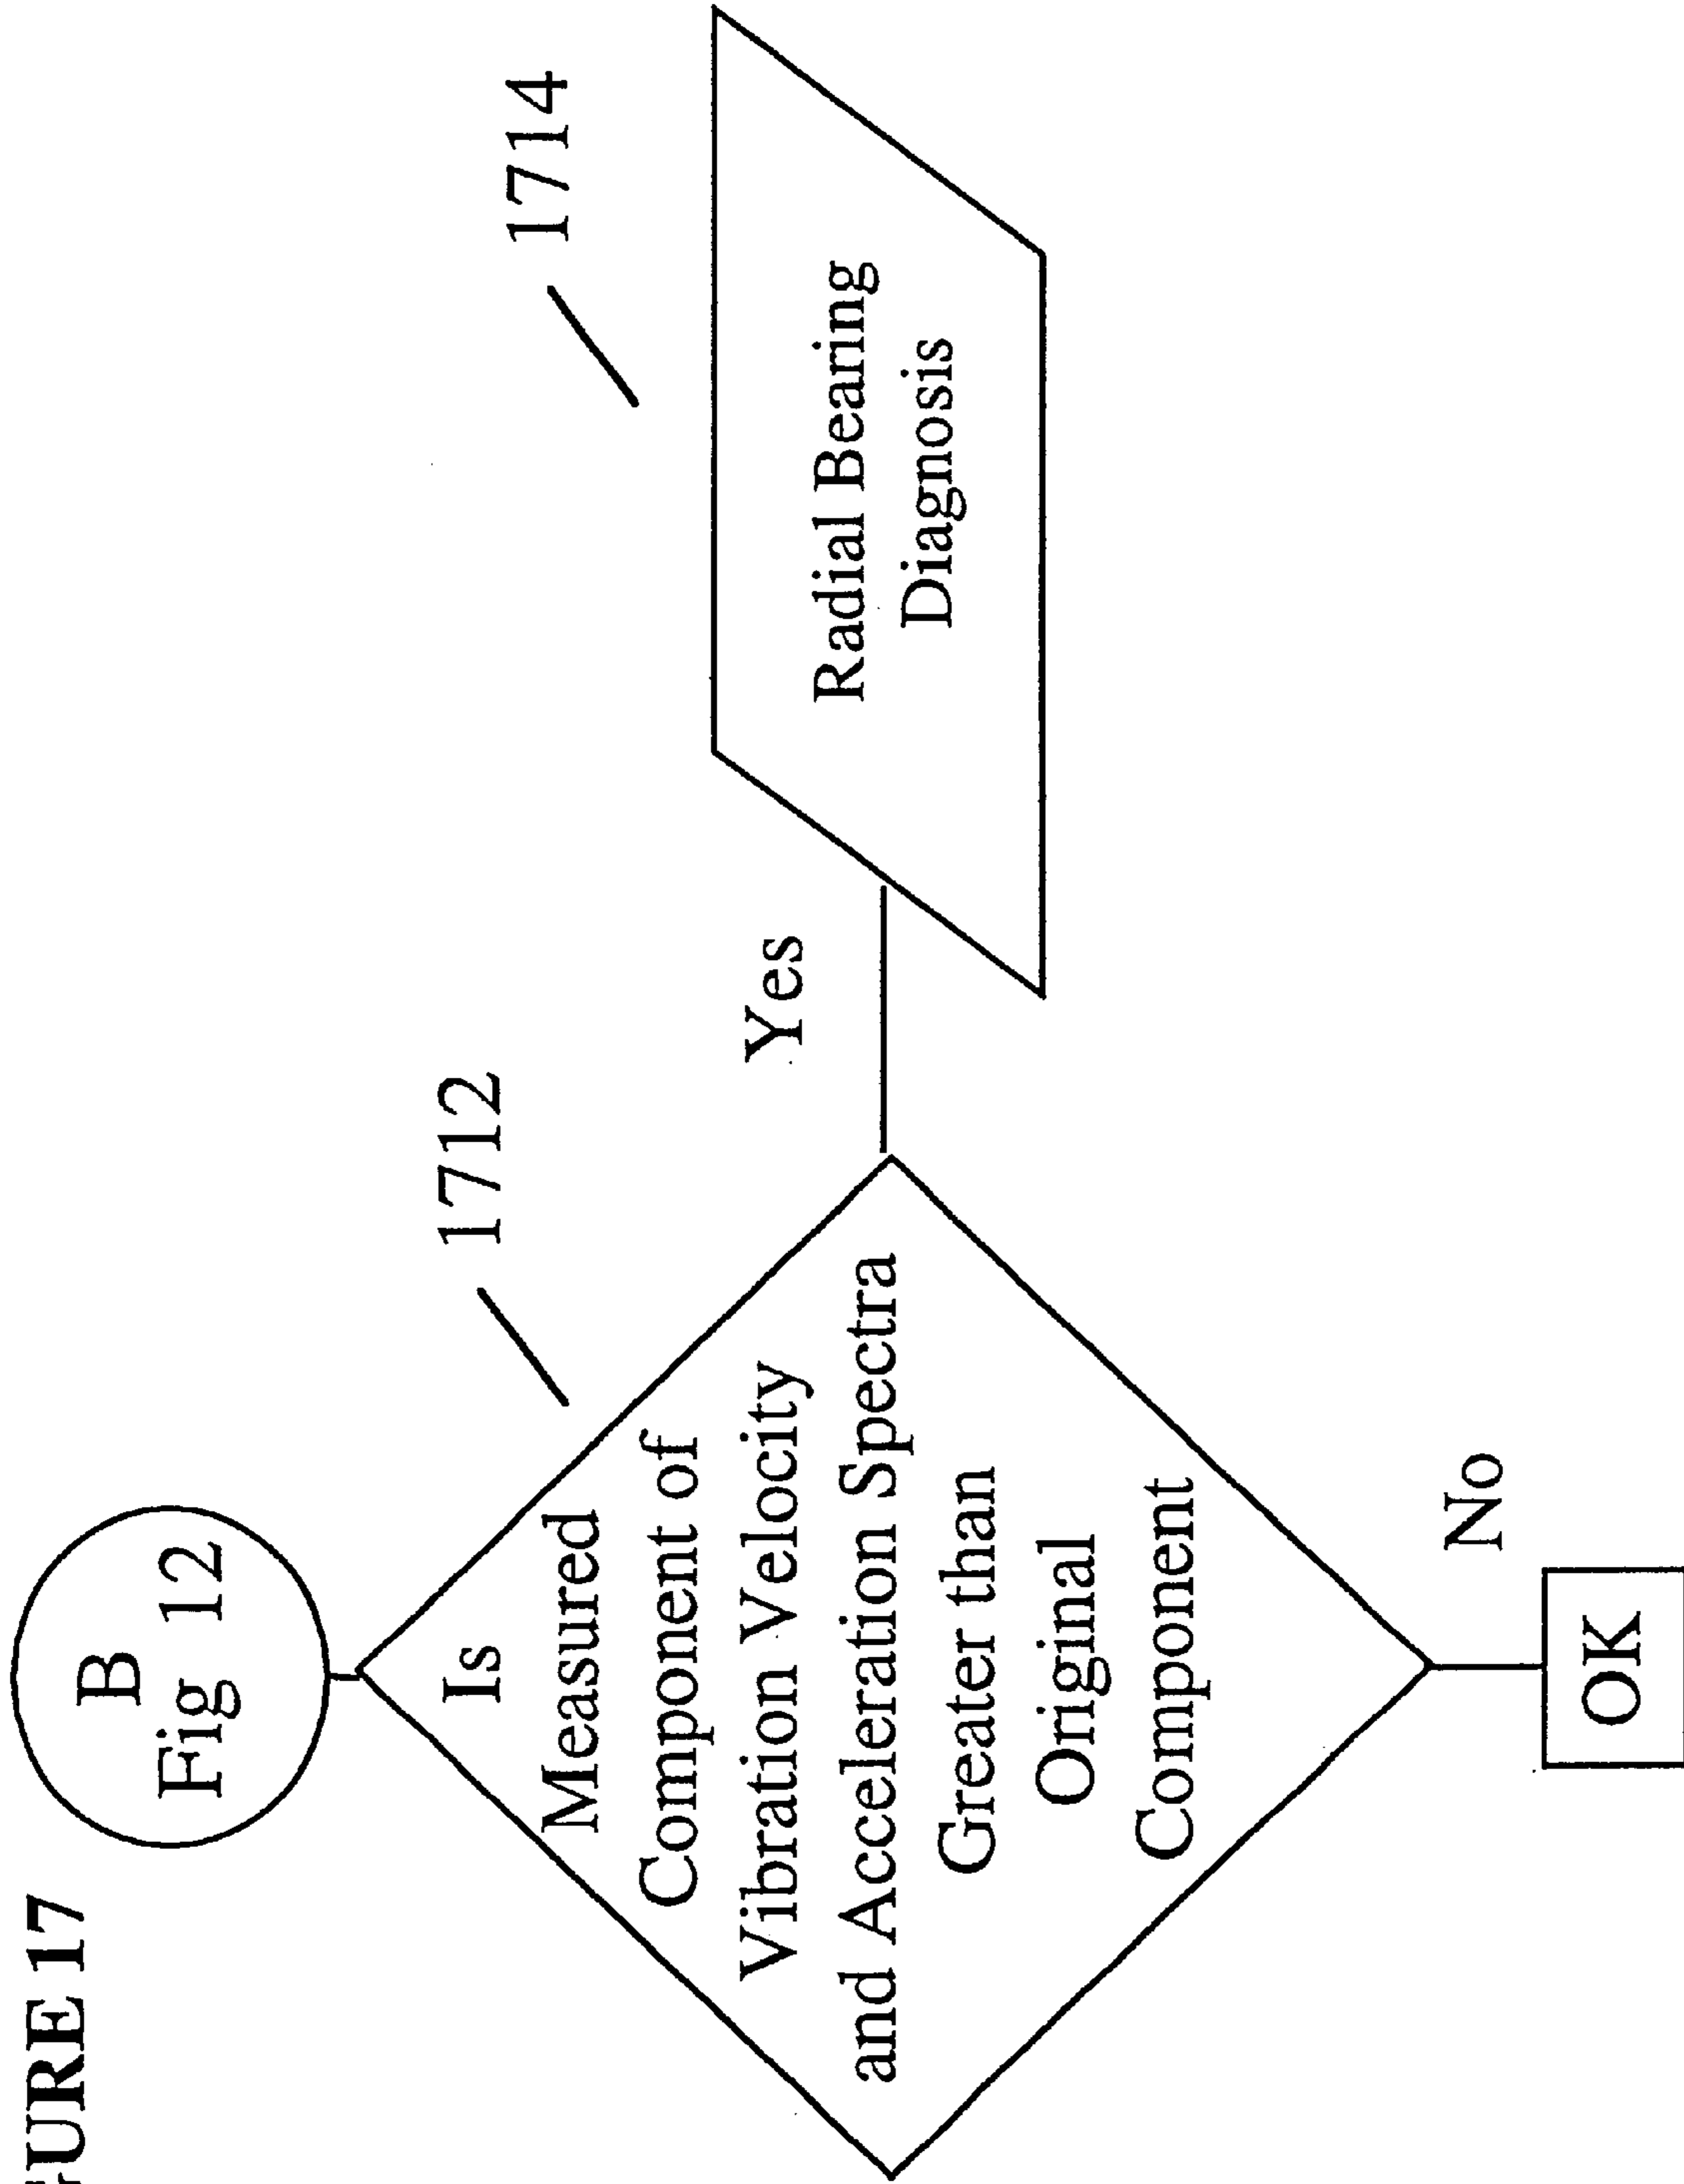 GURE 17
B
Fig 12
1712
Is
Measured
Component of
Vibration Velocity
and Acceleration Spectra
Greater than
Original
Component
Yes
1714
Radial Bearing
Diagnosis
No
OK